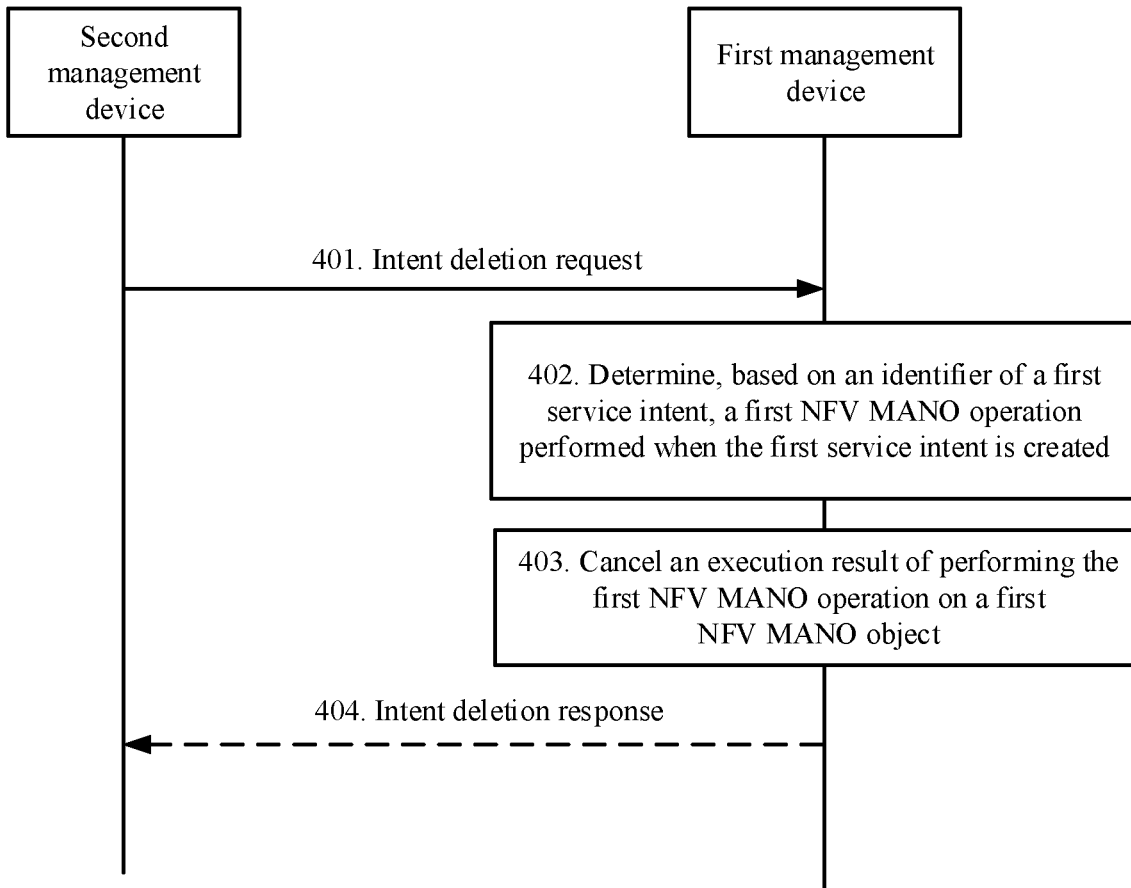 Second
management
device
First management
device
401. Intent deletion request
402. Determine, based on an identifier of a first
service intent, a first NFV MANO operation
performed when the first service intent is created
403. Cancel an execution result of performing the
first NFV MANO operation on a first
NFV MANO object
404. Intent deletion response